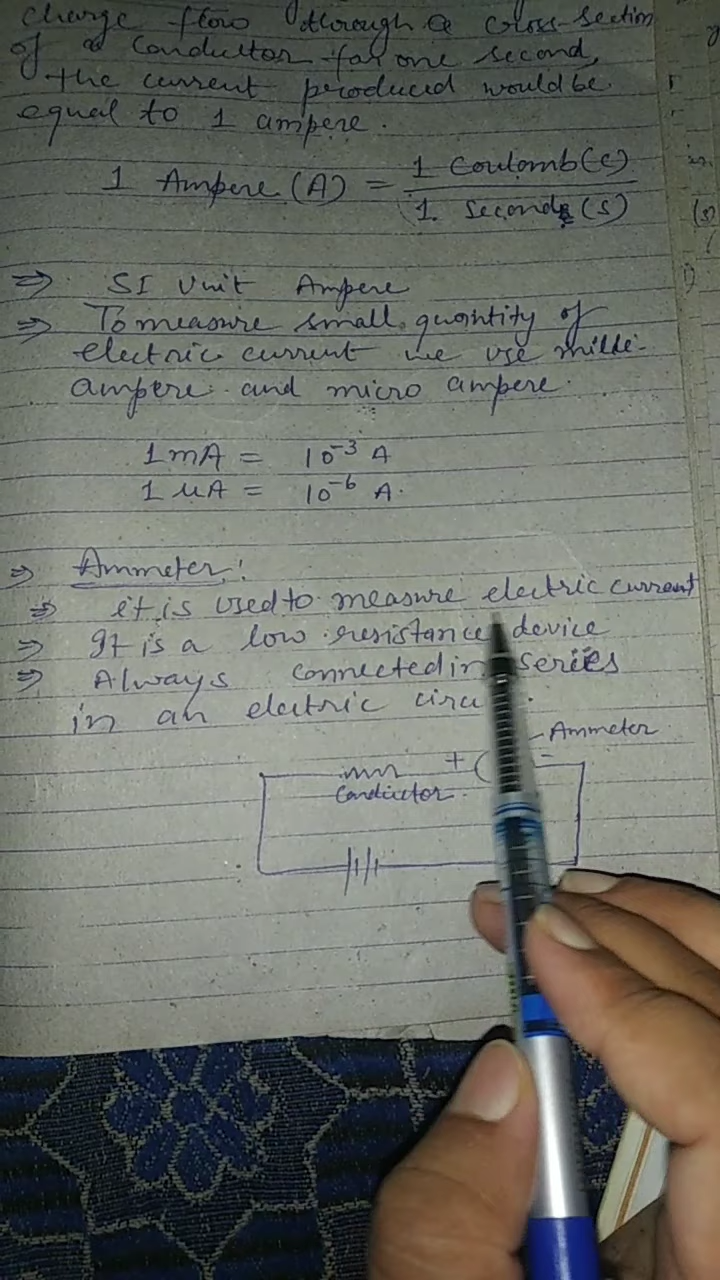 charge flow through a cross-section
of a conductor for one second,
the current produced would be
equal to 1 ampere.
1 Ampere (A) = 1 Coulomb(c)
1 Second (s)
⇒ SI Unit Ampere
⇒ To measure small quantity of
electric current we use milli-
ampere and micro ampere.
1 mA = 10⁻³ A
1 μA = 10⁻⁶ A.
⇒ Ammeter:
⇒ it is used to measure electric current
⇒ It is a low resistance device
⇒ Always connected in series
in an electric
Ammeter
+ -
Conductor
(s)